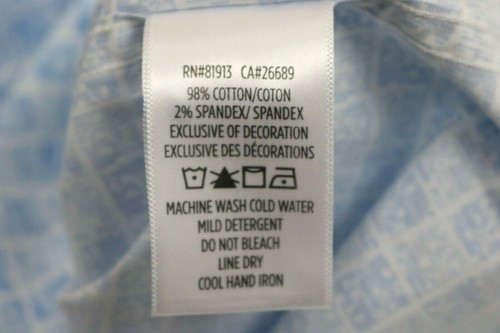 RN#81913 CA#26689
98% COTTON/COTON
2% SPANDEX/ SPANDEX
EXCLUSIVE OF DECORATION
EXCLUSIVE DES DÉCORATIONS
MACHINE WASH COLD WATER
MILD DETERGENT
DO NOT BLEACH
LINE DRY
COOL HAND IRON